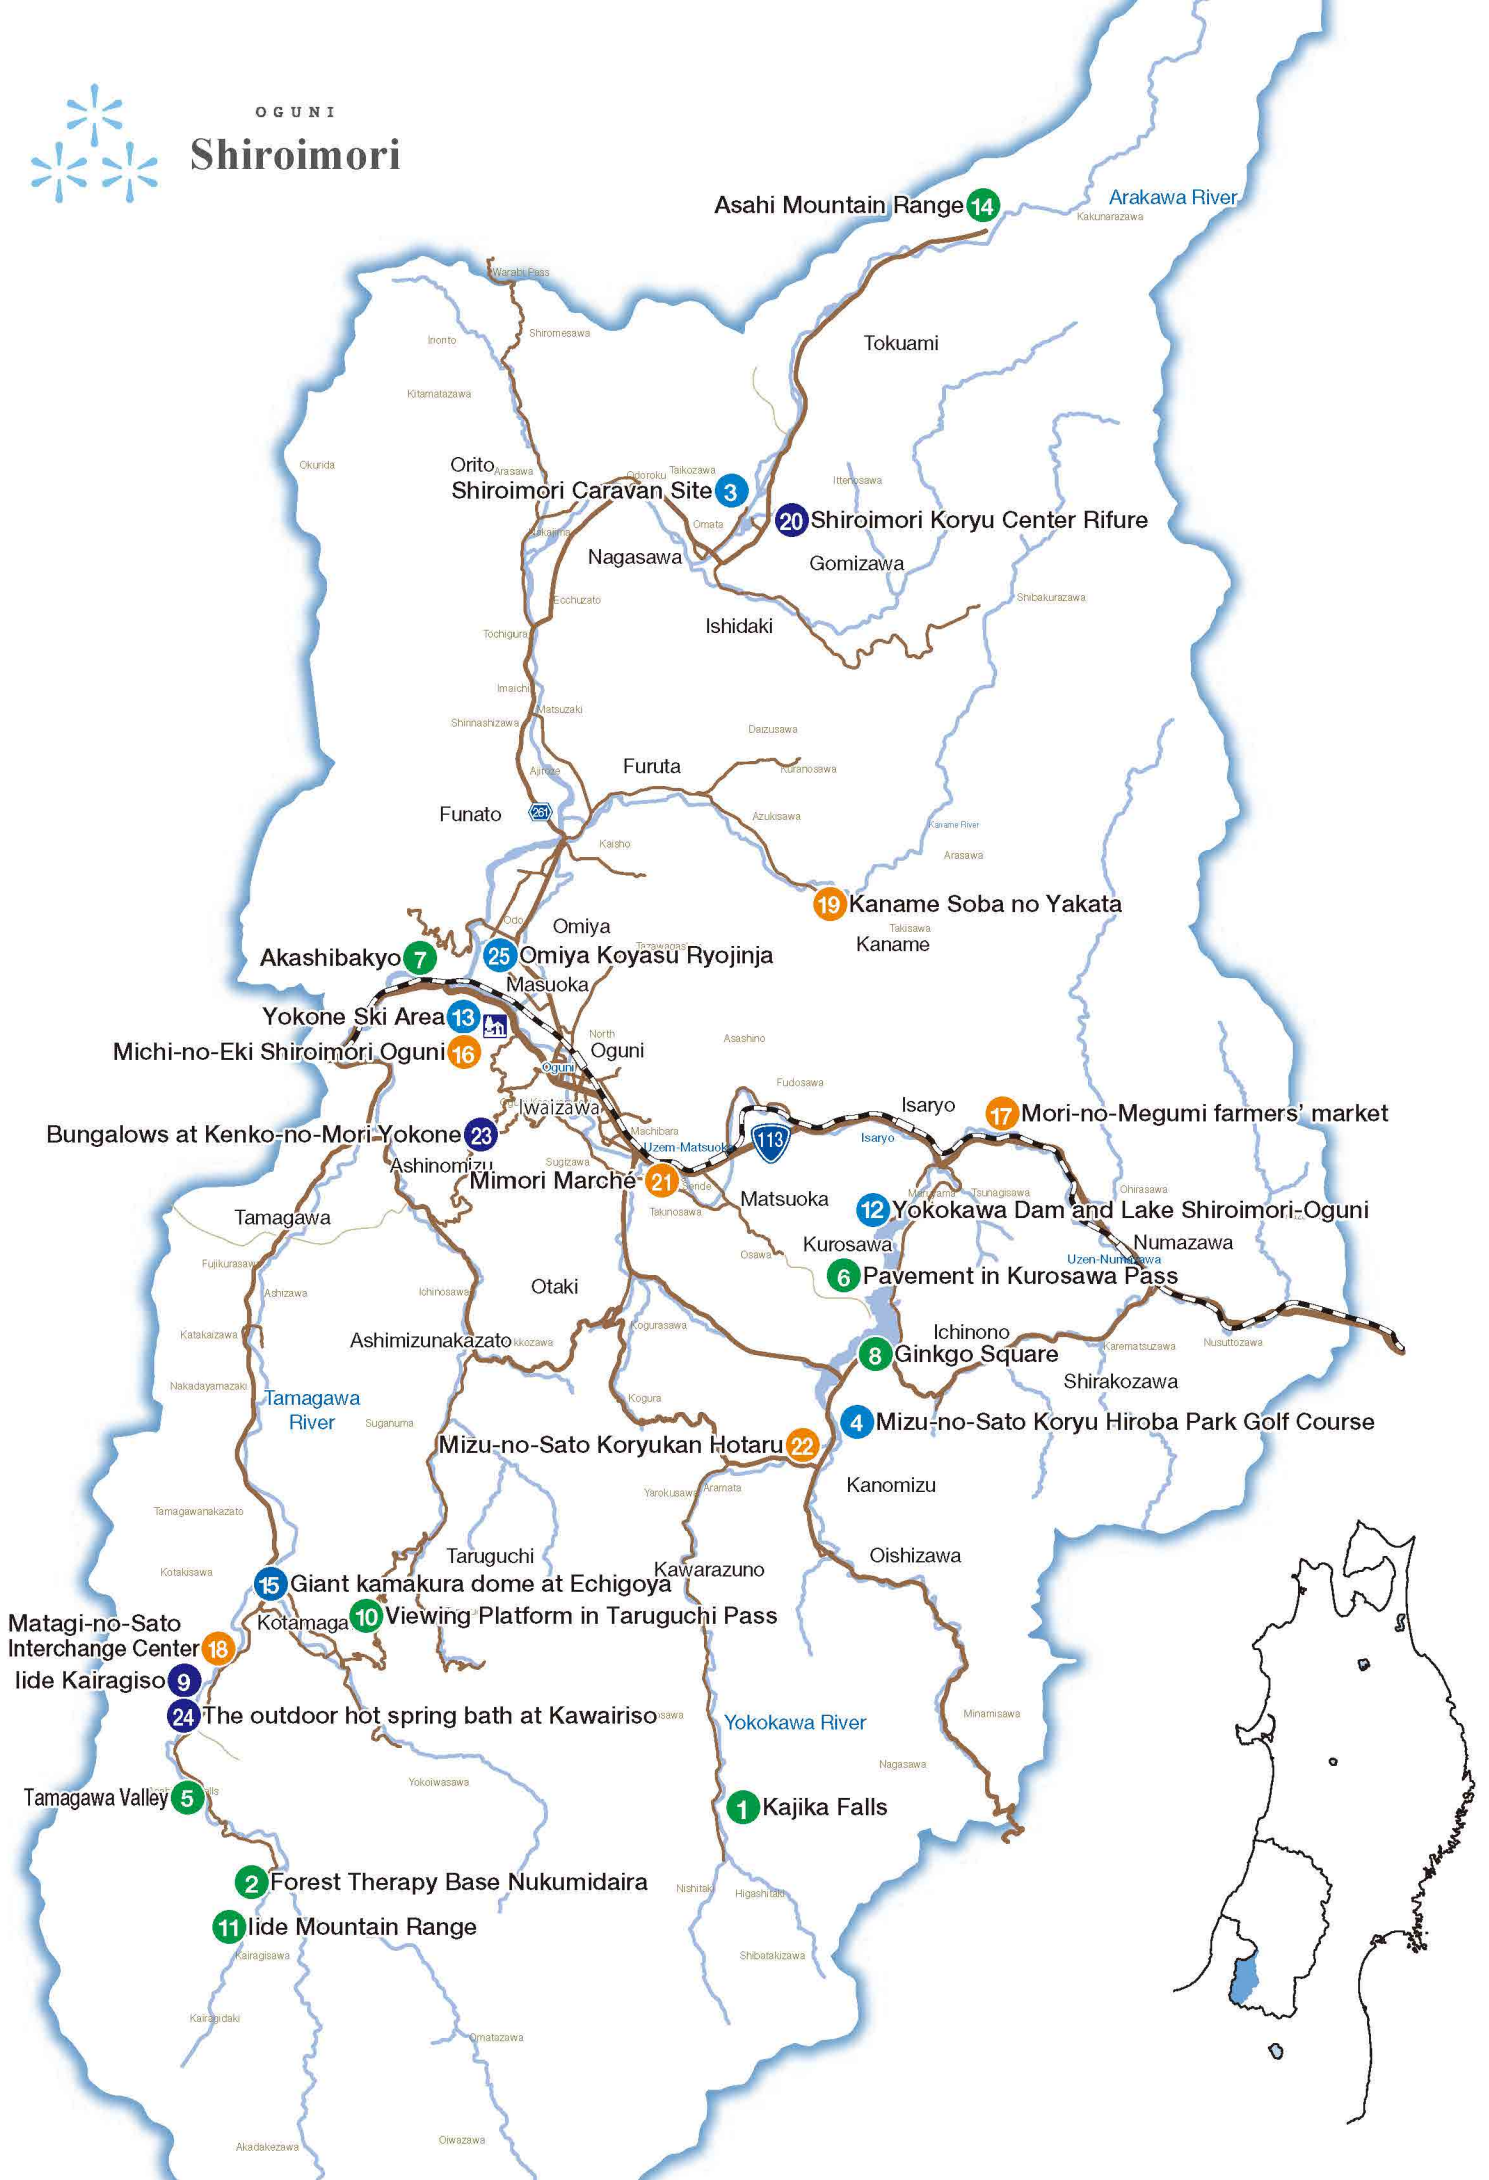 OGUNI
Shiroimori
Asahi Mountain Range 14
Arakawa River
Kakunarazawa
Warabi Pass
Shiromesawa
Irionto
Tokuami
Kitamatazawa
Okurida
Orito
Arasawa
Odoroku
Taikozawa
Shiroimori Caravan Site 3
Ittenosawa
20 Shiroimori Koryu Center Rifure
Omata
Nakajima
Nagasawa
Gomizawa
Ecchuzato
Shibakurazawa
Ishidaki
Tochigura
Imaichi
Matsuzaki
Shinnashizawa
Daizusawa
Furuta
Ajiroze
Kuranosawa
Funato
261
Azukisawa
Kaname River
Kaisho
Arasawa
19 Kaname Soba no Yakata
Odo
Omiya
Takisawa
Kaname
Akashibakyo 7
25 Omiya Koyasu Ryojinja
Masuoka
Yokone Ski Area 13
North
Asashino
Michi-no-Eki Shiroimori Oguni 16
Oguni
Oguni
Fudosawa
Iwaizawa
Isaryo
17 Mori-no-Megumi farmers' market
Bungalows at Kenko-no-Mori Yokone 23
Machibara
Uzem-Matsuoka
113
Isaryo
Ashinomizu
Sugizawa
Mimori Marché 21
Sende
Matsuoka
Maruyama
Tsunagisawa
Ohirasawa
Takinosawa
12 Yokokawa Dam and Lake Shiroimori-Oguni
Tamagawa
Kurosawa
Osawa
Numazawa
Uzen-Numazawa
Fujikurasawa
6 Pavement in Kurosawa Pass
Ashizawa
Ichinosawa
Otaki
Kogurasawa
Katakaizawa
Ashimizunakazato
Ichinono
8 Ginkgo Square
Karematsuzawa
Nusuttozawa
Nakadayamazaki
Shirakozawa
Tamagawa
River
Kogura
Suganuma
4 Mizu-no-Sato Koryu Hiroba Park Golf Course
Mizu-no-Sato Koryukan Hotaru 22
Yarokusawa
Aramata
Kanomizu
Tamagawanakazato
Taruguchi
Oishizawa
Kotakisawa
Kawarazuno
15 Giant kamakura dome at Echigoya
Matagi-no-Sato
Interchange Center 18
Kotamaga
10 Viewing Platform in Taruguchi Pass
Iide Kairagiso 9
24 The outdoor hot spring bath at Kawairiso
Yokokawa River
Minamisawa
Nagasawa
Yokoiwasawa
Tamagawa Valley 5
1 Kajika Falls
2 Forest Therapy Base Nukumidaira
Nishitaki
Higashitaki
11 Iide Mountain Range
Kairagisawa
Shibatakizawa
Kairagidaki
Omatazawa
Oiwazawa
Akadakezawa